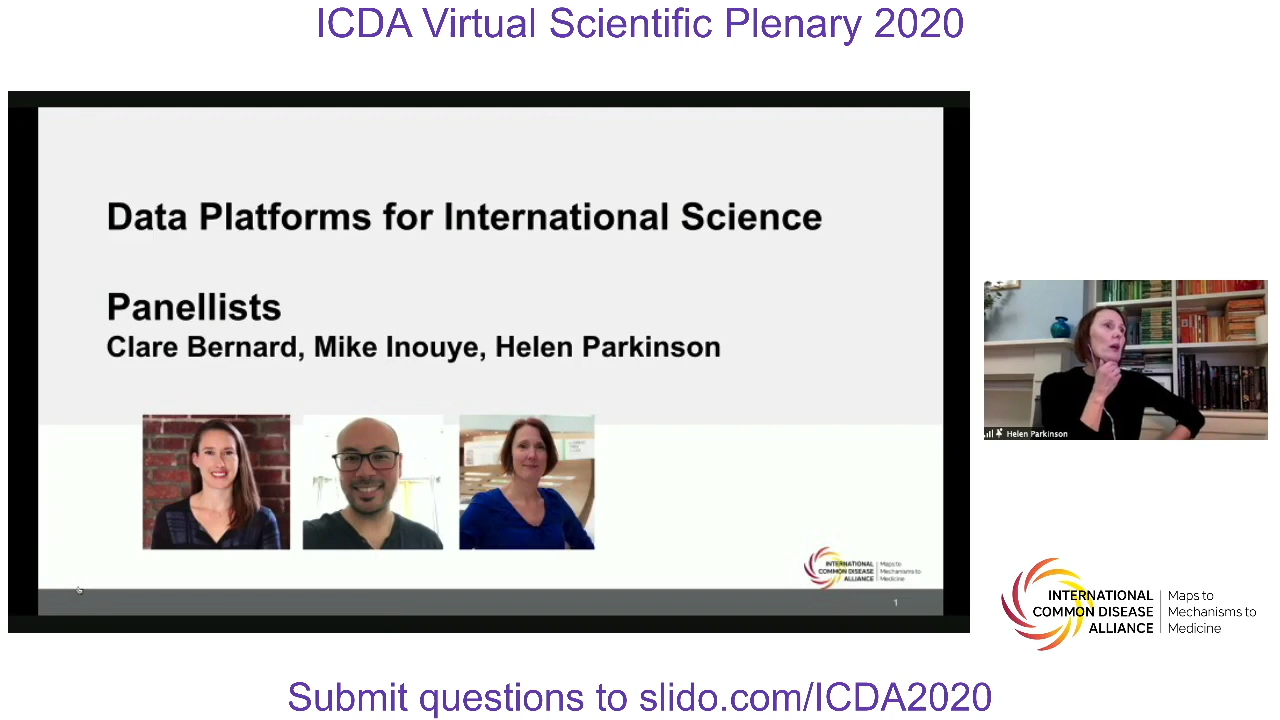 ICDA Virtual Scientific Plenary 2020
Data Platforms for International Science
Panellists
Clare Bernard, Mike Inouye, Helen Parkinson
INTERNATIONAL
COMMON DISEASE
ALLIANCE
Maps to
Mechanisms to
Medicine
1
Helen Parkinson
INTERNATIONAL
COMMON DISEASE
ALLIANCE
Maps to
Mechanisms to
Medicine
Submit questions to slido.com/ICDA2020